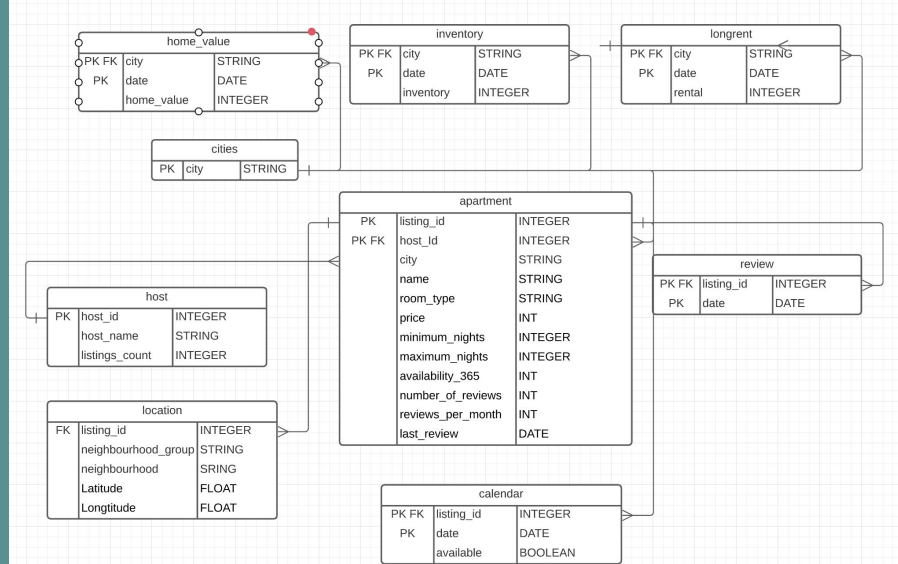 home_value
PK FK city STRING
PK date DATE
home_value INTEGER
inventory
PK FK city STRING
PK date DATE
inventory INTEGER
longrent
PK FK city STRING
PK date DATE
rental INTEGER
cities
PK city STRING
apartment
PK listing_id INTEGER
PK FK host_Id INTEGER
city STRING
name STRING
room_type STRING
price INT
minimum_nights INTEGER
maximum_nights INTEGER
availability_365 INT
number_of_reviews INT
reviews_per_month INT
last_review DATE
review
PK FK listing_id INTEGER
PK date DATE
host
PK host_id INTEGER
host_name STRING
listings_count INTEGER
location
FK listing_id INTEGER
neighbourhood_group STRING
neighbourhood SRING
Latitude FLOAT
Longtitude FLOAT
calendar
PK FK listing_id INTEGER
PK date DATE
available BOOLEAN